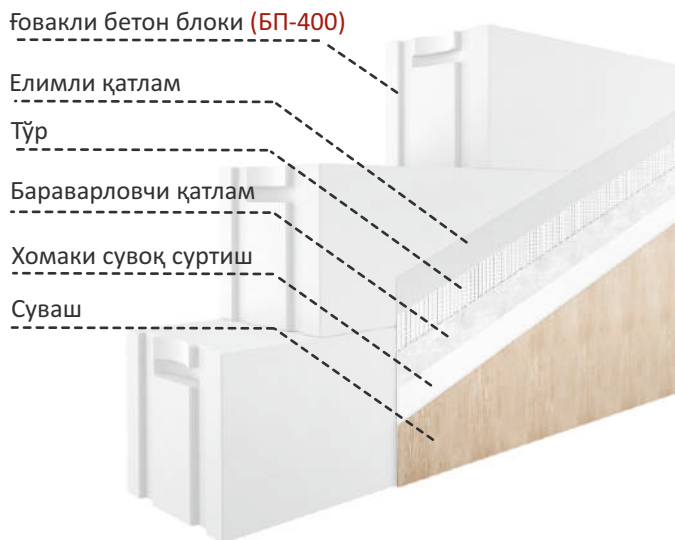 Ғовакли бетон блоки (БП-400)
Елимли қатлам
Тўр
Бараварловчи қатлам
Хомаки сувоқ суртиш
Суваш